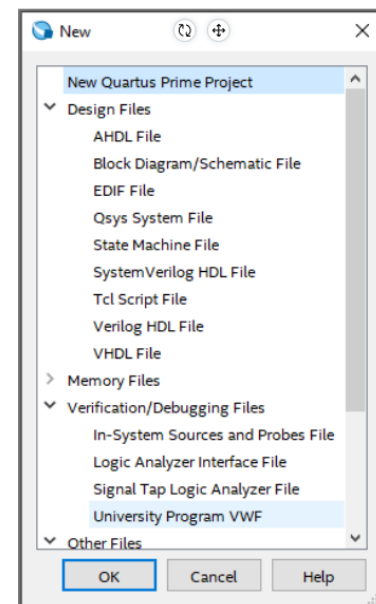 New
New Quartus Prime Project
Design Files
AHDL File
Block Diagram/Schematic File
EDIF File
Qsys System File
State Machine File
SystemVerilog HDL File
Tcl Script File
Verilog HDL File
VHDL File
Memory Files
Verification/Debugging Files
In-System Sources and Probes File
Logic Analyzer Interface File
Signal Tap Logic Analyzer File
University Program VWF
Other Files
OK Cancel Help